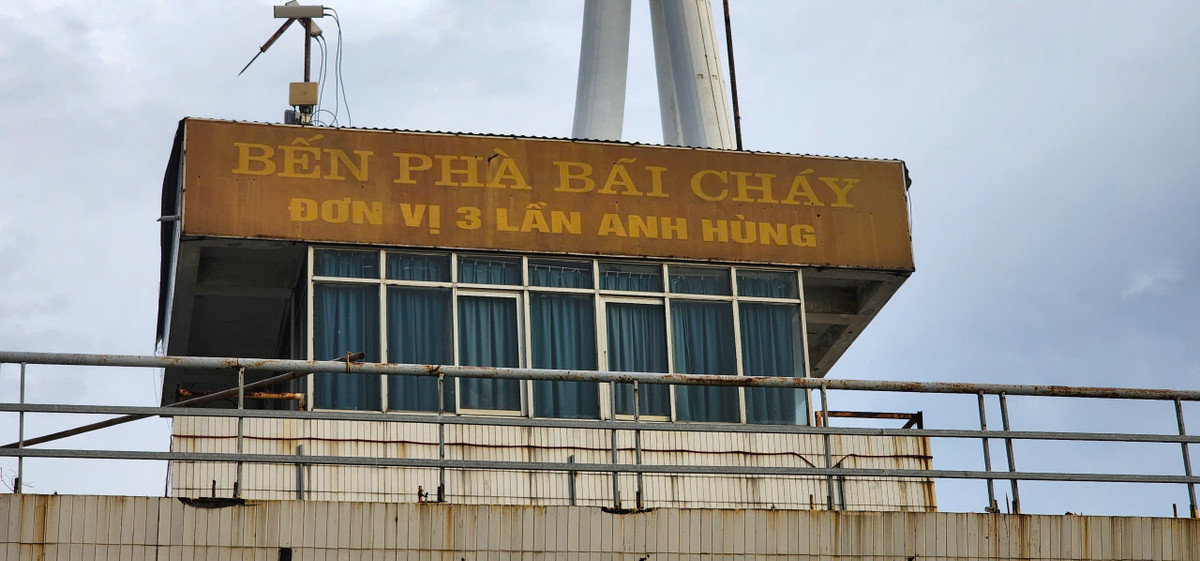 BẾN PHÀ BÃI CHÁY
ĐƠN VỊ 3 LẦN ANH HÙNG